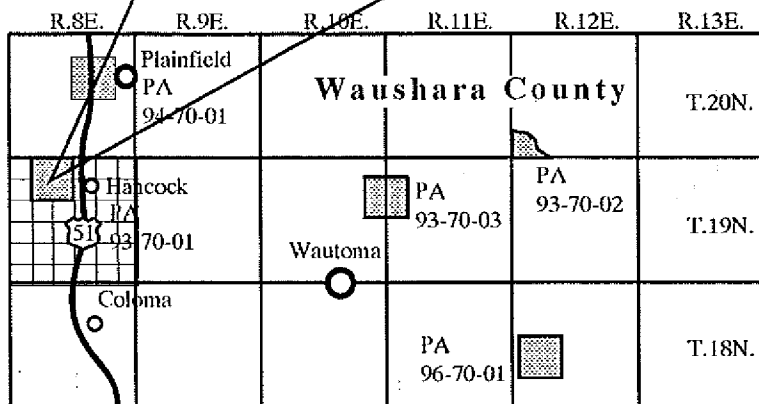 R.8E. R.9E. R.10E. R.11E. R.12E. R.13E.
Plainfield
PA
94-70-01
Waushara County
T.20N.
Hancock
PA
93-70-01
51
PA
93-70-03
PA
93-70-02
T.19N.
Wautoma
Coloma
PA
96-70-01
T.18N.